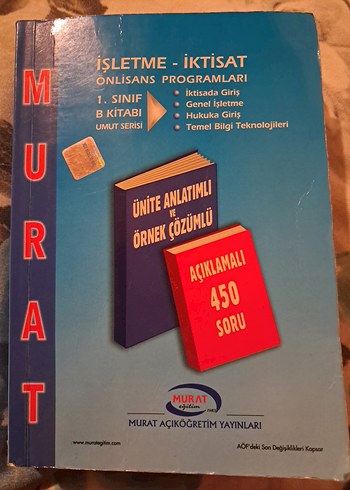 MURAT
İŞLETME - İKTİSAT
ÖNLİSANS PROGRAMLARI
1. SINIF
B KİTABI
UMUT SERİSİ
• İktisada Giriş
• Genel İşletme
• Hukuka Giriş
• Temel Bilgi Teknolojileri
ÜNİTE ANLATIMLI
VE
ÖRNEK ÇÖZÜMLÜ
AÇIKLAMALI
450
SORU
MURAT
eğitim
MURAT AÇIKÖĞRETİM YAYINLARI
www.murategitim.com
AÖF'deki Son Değişiklikleri Kapsar